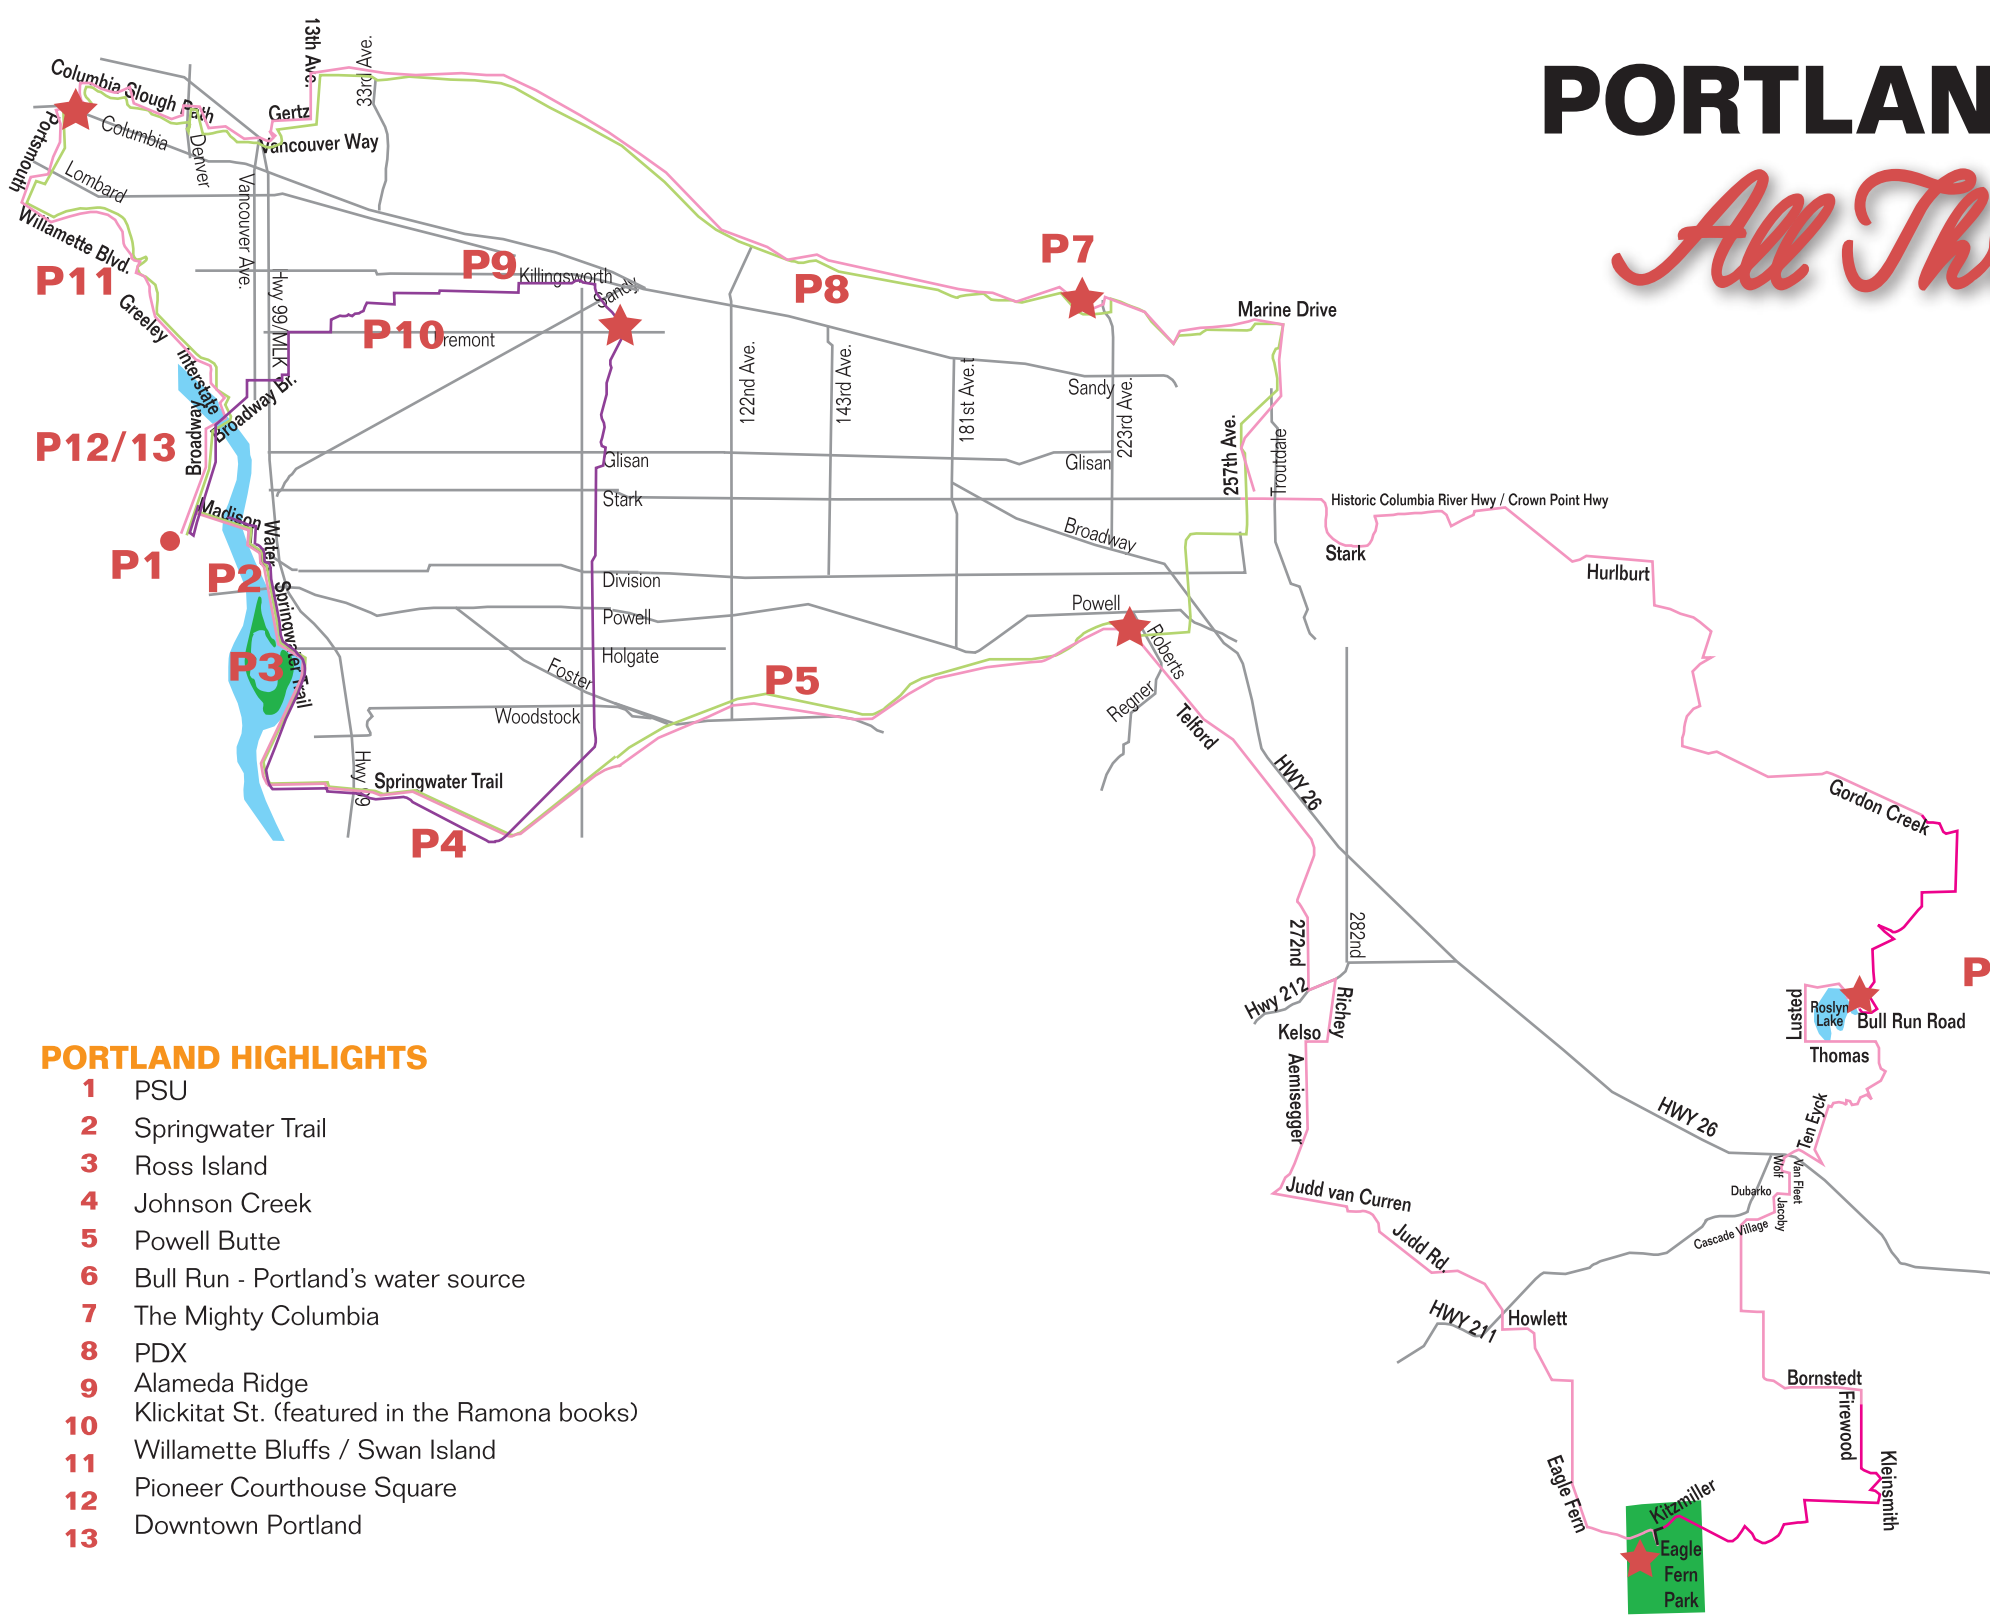 PORTLAN
All Th
13th Ave.
33rd Ave.
Columbia Slough Path
Gertz
Vancouver Way
Columbia
Denver
Portsmouth
Lombard
Vancouver Ave.
Willamette Blvd.
P11
Greeley
Interstate
Hwy 99/MLK
P9
Killingsworth
Sandy
P10
Fremont
P8
P7
Marine Drive
Broadway Br.
Broadway
P12/13
122nd Ave.
143rd Ave.
181st Ave.t
Sandy
223rd Ave.
257th Ave.
Troutdale
Glisan
Glisan
Stark
Historic Columbia River Hwy / Crown Point Hwy
Stark
Hurlburt
Madison
Water
P1
P2
Broadway
Division
Powell
Powell
Springwater Trail
P3
Holgate
Foster
Woodstock
P5
Roberts
Regner
Telford
Hwy 99
Springwater Trail
P4
HWY 26
Gordon Creek
272nd
282nd
Hwy 212
Richey
Kelso
Aemisegger
P
Lusted
Roslyn
Lake
Bull Run Road
Thomas
Ten Eyck
HWY 26
Wolf
Van Fleet
Dubarko
Jacoby
Cascade Village
Judd van Curren
Judd Rd.
HWY 211
Howlett
Bornstedt
Firewood
Kleinsmith
Eagle Fern
Kitzmiller
Eagle
Fern
Park
PORTLAND HIGHLIGHTS
1 PSU
2 Springwater Trail
3 Ross Island
4 Johnson Creek
5 Powell Butte
6 Bull Run - Portland's water source
7 The Mighty Columbia
8 PDX
9 Alameda Ridge
10 Klickitat St. (featured in the Ramona books)
11 Willamette Bluffs / Swan Island
12 Pioneer Courthouse Square
13 Downtown Portland